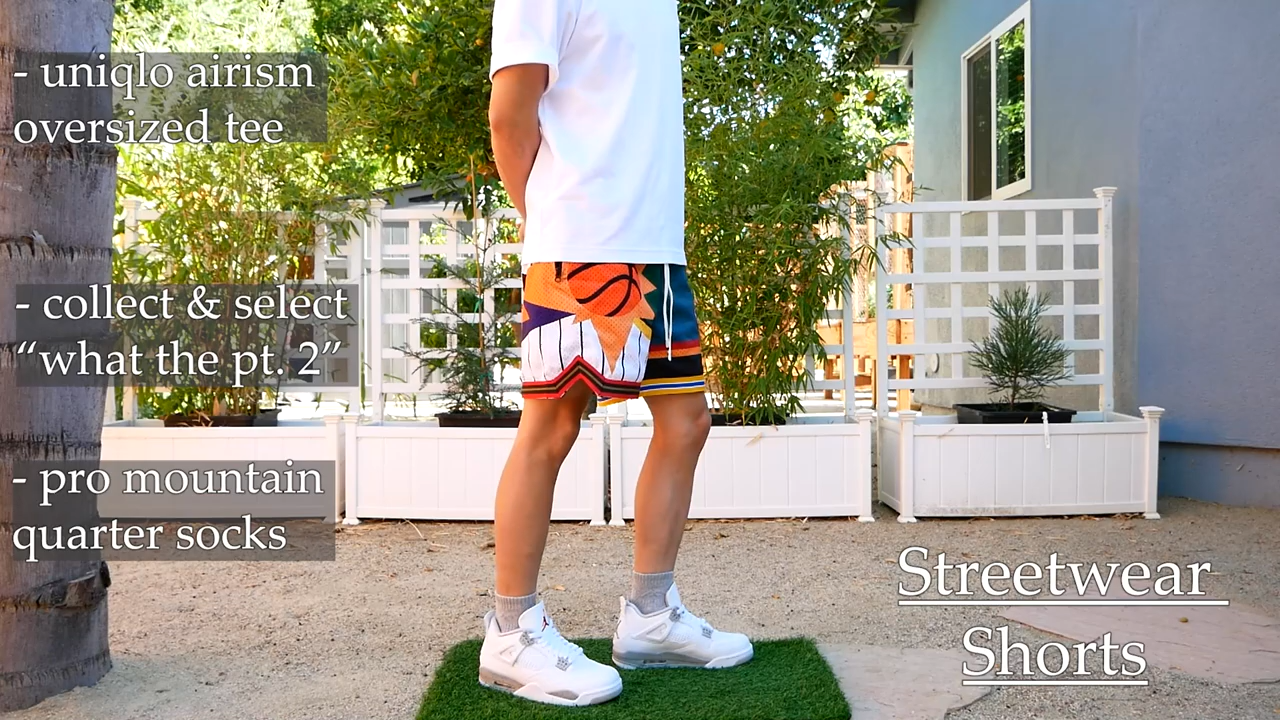 - uniqlo airism
oversized tee
- collect & select
“what the pt. 2”
- pro mountain
quarter socks
Streetwear
Shorts